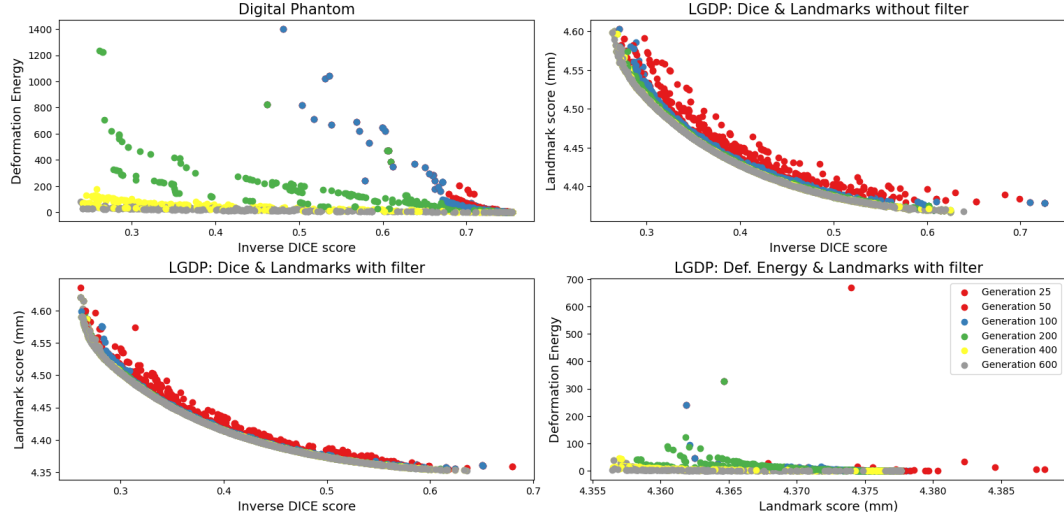 Digital Phantom
Deformation Energy
1400
1200
1000
800
600
400
200
0
0.3
0.4
0.5
0.6
0.7
Inverse DICE score
LGDP: Dice & Landmarks without filter
Landmark score (mm)
4.60
4.55
4.50
4.45
4.40
0.3
0.4
0.5
0.6
0.7
Inverse DICE score
LGDP: Dice & Landmarks with filter
Landmark score (mm)
4.60
4.55
4.50
4.45
4.40
4.35
0.3
0.4
0.5
0.6
0.7
Inverse DICE score
LGDP: Def. Energy & Landmarks with filter
Deformation Energy
700
600
500
400
300
200
100
0
4.355
4.360
4.365
4.370
4.375
4.380
4.385
Landmark score (mm)
Generation 25
Generation 50
Generation 100
Generation 200
Generation 400
Generation 600